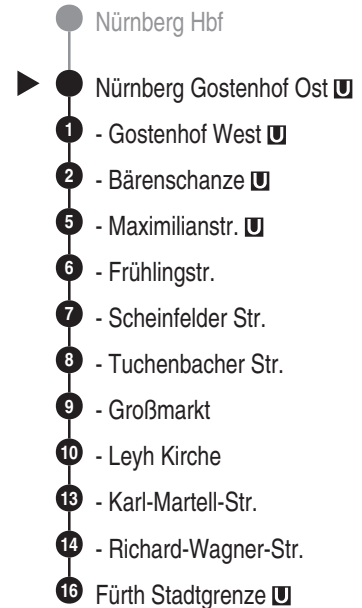 Nürnberg Hbf
Nürnberg Gostenhof Ost U
1 - Gostenhof West U
2 - Bärenschanze U
5 - Maximilianstr. U
6 - Frühlingstr.
7 - Scheinfelder Str.
8 - Tuchenbacher Str.
9 - Großmarkt
10 - Leyh Kirche
13 - Karl-Martell-Str.
14 - Richard-Wagner-Str.
16 Fürth Stadtgrenze U